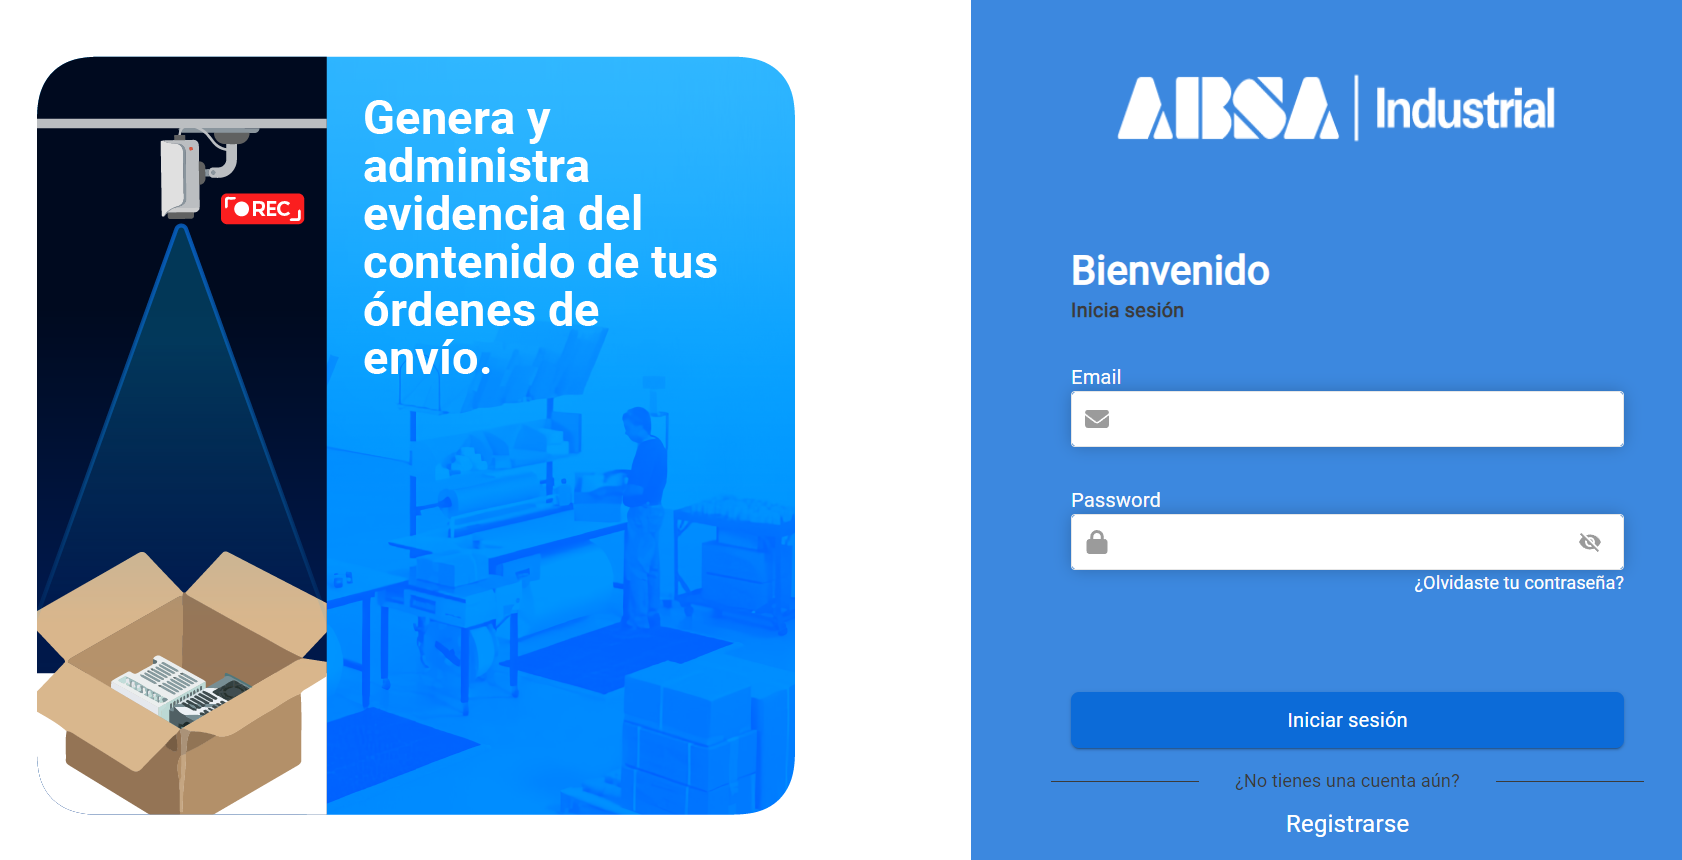 REC
Genera y
administra
evidencia del
contenido de tus
órdenes de
envío.
ABSA | Industrial
Bienvenido
Inicia sesión
Email
Password
¿Olvidaste tu contraseña?
Iniciar sesión
¿No tienes una cuenta aún?
Registrarse